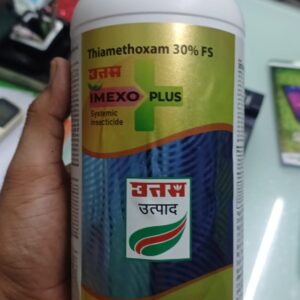 Thiamethoxam 30% FS
उत्तम
IMEXO PLUS
Systemic
Insecticide
उत्तम
उत्पाद